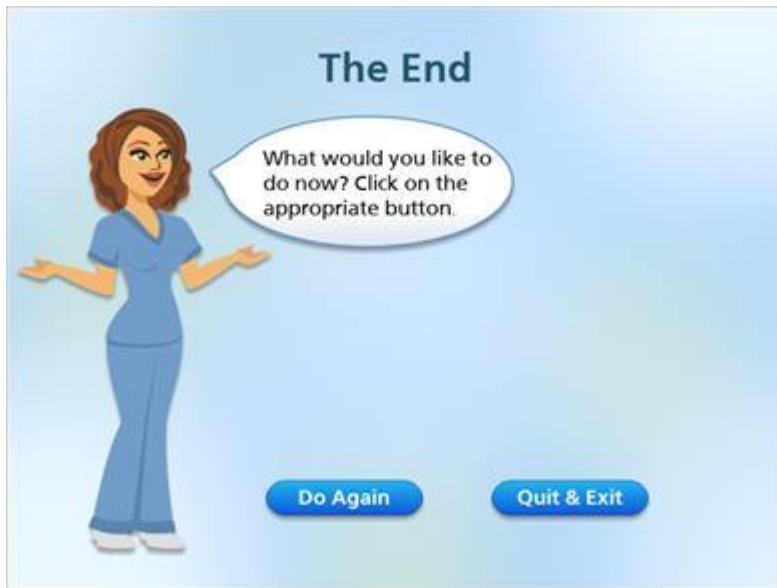 The End
What would you like to
do now? Click on the
appropriate button.
Do Again
Quit & Exit